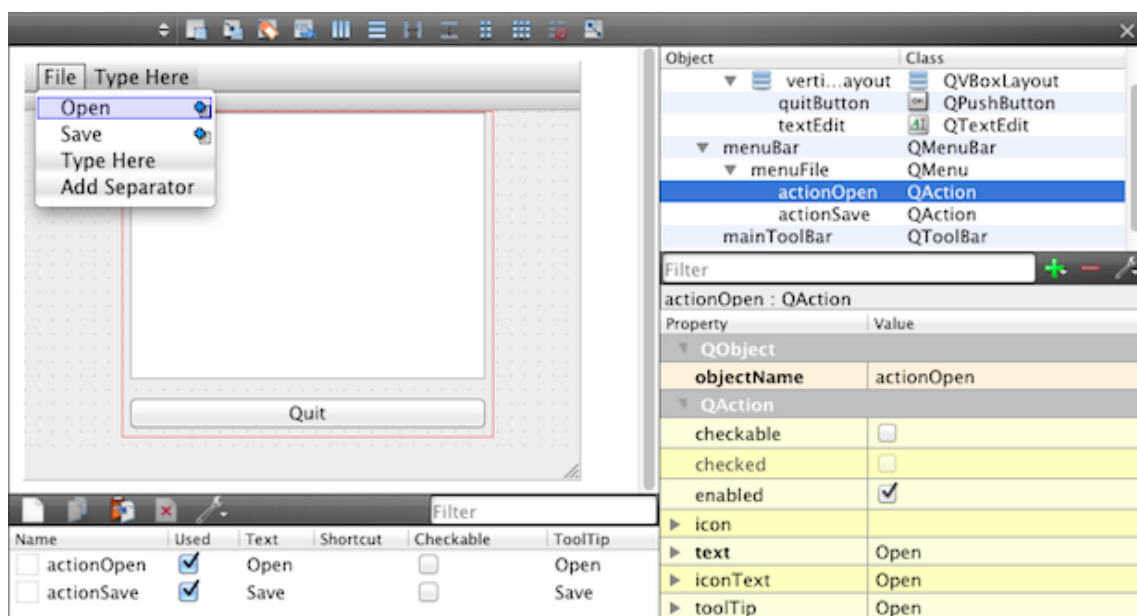 File Type Here
Open
Save
Type Here
Add Separator
Quit
Filter
Name Used Text Shortcut Checkable ToolTip
actionOpen Open Open
actionSave Save Save
Object Class
verti...ayout QVBoxLayout
quitButton QPushButton
textEdit AI QTextEdit
menuBar QMenuBar
menuFile QMenu
actionOpen QAction
actionSave QAction
mainToolBar QToolBar
Filter
actionOpen : QAction
Property Value
QObject
objectName actionOpen
QAction
checkable
checked
enabled
icon
text Open
iconText Open
toolTip Open